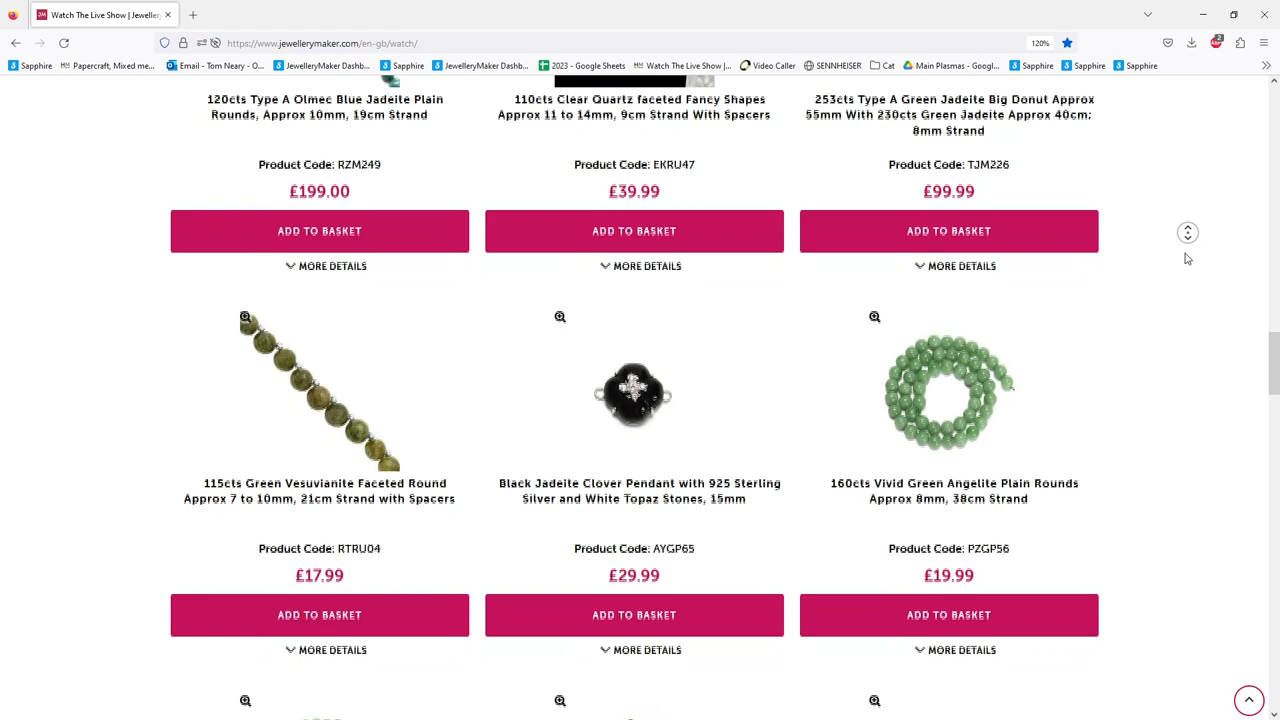 Watch The Live Show | Jeweller
https://www.jewellerymaker.com/en-gb/watch/
120%
2
Sapphire
Papercraft, Mixed me...
Email - Tom Neary - O...
JewelleryMaker Dashb...
Sapphire
JewelleryMaker Dashb...
2023 - Google Sheets
Watch The Live Show |...
Video Caller
SENNHEISER
Cat
Main Plasmas - Googl...
Sapphire
Sapphire
Sapphire
120cts Type A Olmec Blue Jadeite Plain
Rounds, Approx 10mm, 19cm Strand
Product Code: RZM249
£199.00
ADD TO BASKET
MORE DETAILS
110cts Clear Quartz faceted Fancy Shapes
Approx 11 to 14mm, 9cm Strand With Spacers
Product Code: EKRU47
£39.99
ADD TO BASKET
MORE DETAILS
253cts Type A Green Jadeite Big Donut Approx
55mm With 230cts Green Jadeite Approx 40cm;
8mm Strand
Product Code: TJM226
£99.99
ADD TO BASKET
MORE DETAILS
115cts Green Vesuvianite Faceted Round
Approx 7 to 10mm, 21cm Strand with Spacers
Product Code: RTRU04
£17.99
ADD TO BASKET
MORE DETAILS
Black Jadeite Clover Pendant with 925 Sterling
Silver and White Topaz Stones, 15mm
Product Code: AYGP65
£29.99
ADD TO BASKET
MORE DETAILS
160cts Vivid Green Angelite Plain Rounds
Approx 8mm, 38cm Strand
Product Code: PZGP56
£19.99
ADD TO BASKET
MORE DETAILS